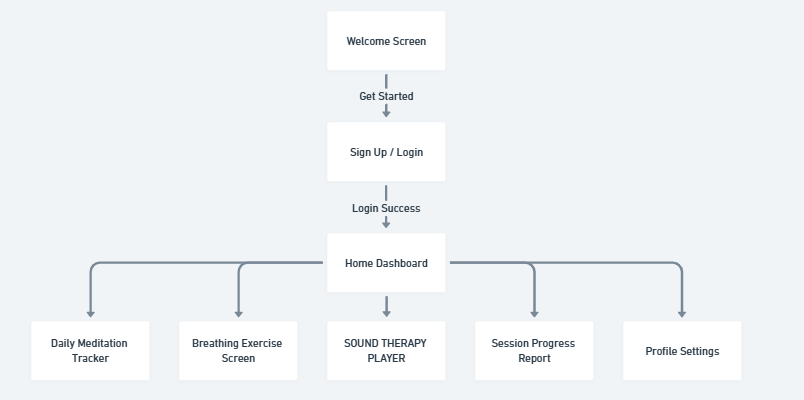 Welcome Screen
Get Started
Sign Up / Login
Login Success
Home Dashboard
Daily Meditation
Tracker
Breathing Exercise
Screen
SOUND THERAPY
PLAYER
Session Progress
Report
Profile Settings